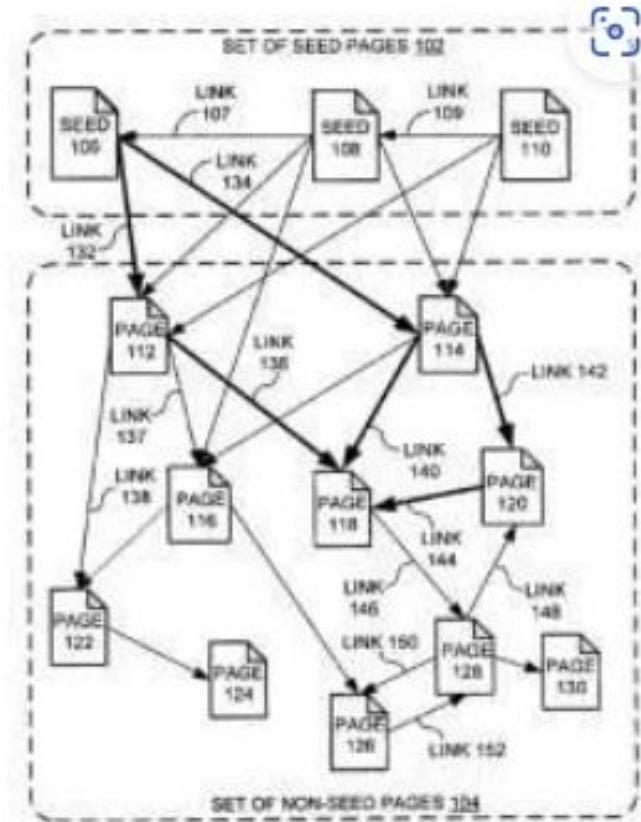 SET OF SEED PAGES 102
LINK
107
LINK
109
SEED
106
SEED
108
SEED
110
LINK
134
LINK
132
PAGE
112
PAGE
114
LINK
136
LINK 142
LINK
137
LINK
140
LINK
138
PAGE
116
PAGE
118
PAGE
120
LINK
144
LINK
146
LINK
148
PAGE
122
LINK 150
PAGE
128
PAGE
124
PAGE
130
PAGE
126
LINK 152
SET OF NON-SEED PAGES 104